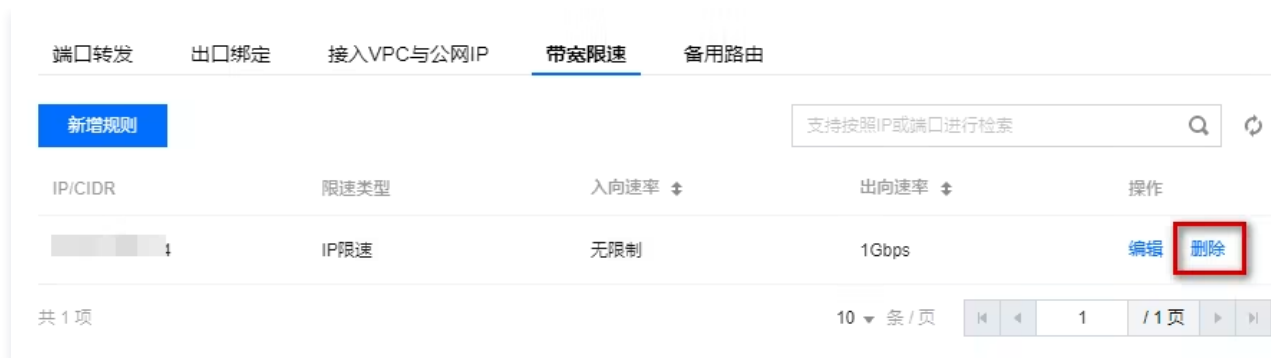 端口转发 出口绑定 接入VPC与公网IP 带宽限速 备用路由
新增规则 支持按照IP或端口进行检索
IP/CIDR 限速类型 入向速率 出向速率 操作
4 IP限速 无限制 1Gbps 编辑 删除
共 1 项 10 条 / 页 1 / 1 页